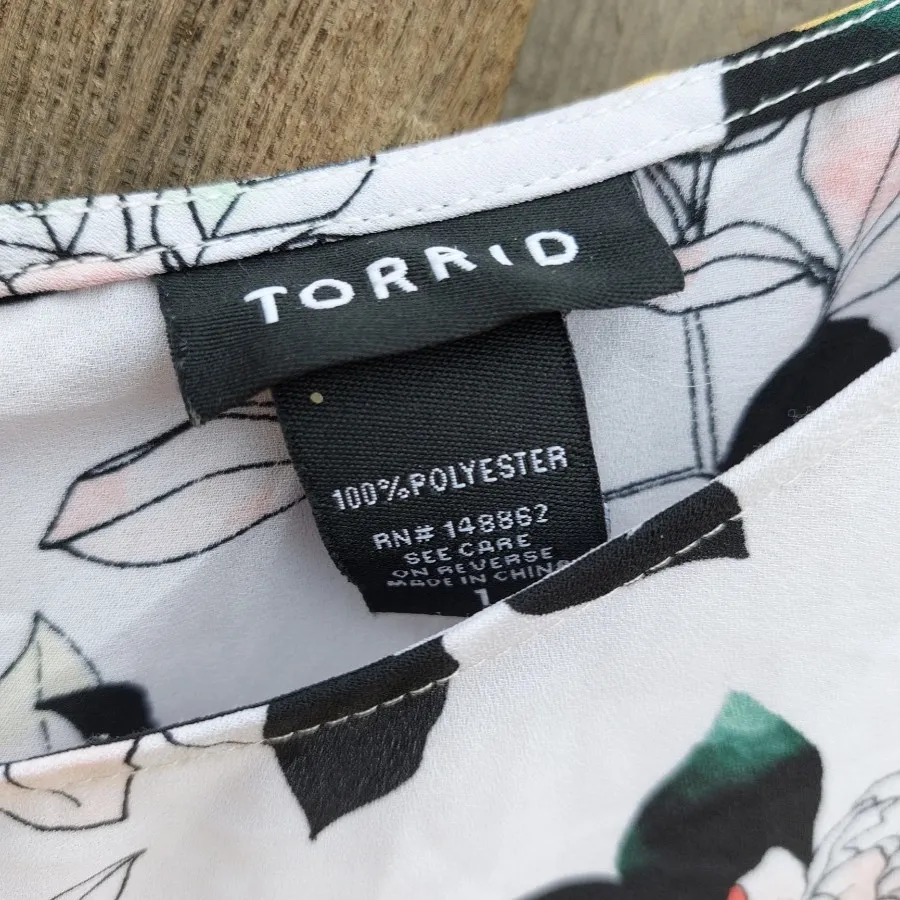 TORRID
100%POLYESTER
RN# 148862
SEE CARE
ON REVERSE
MADE IN CHINA
1